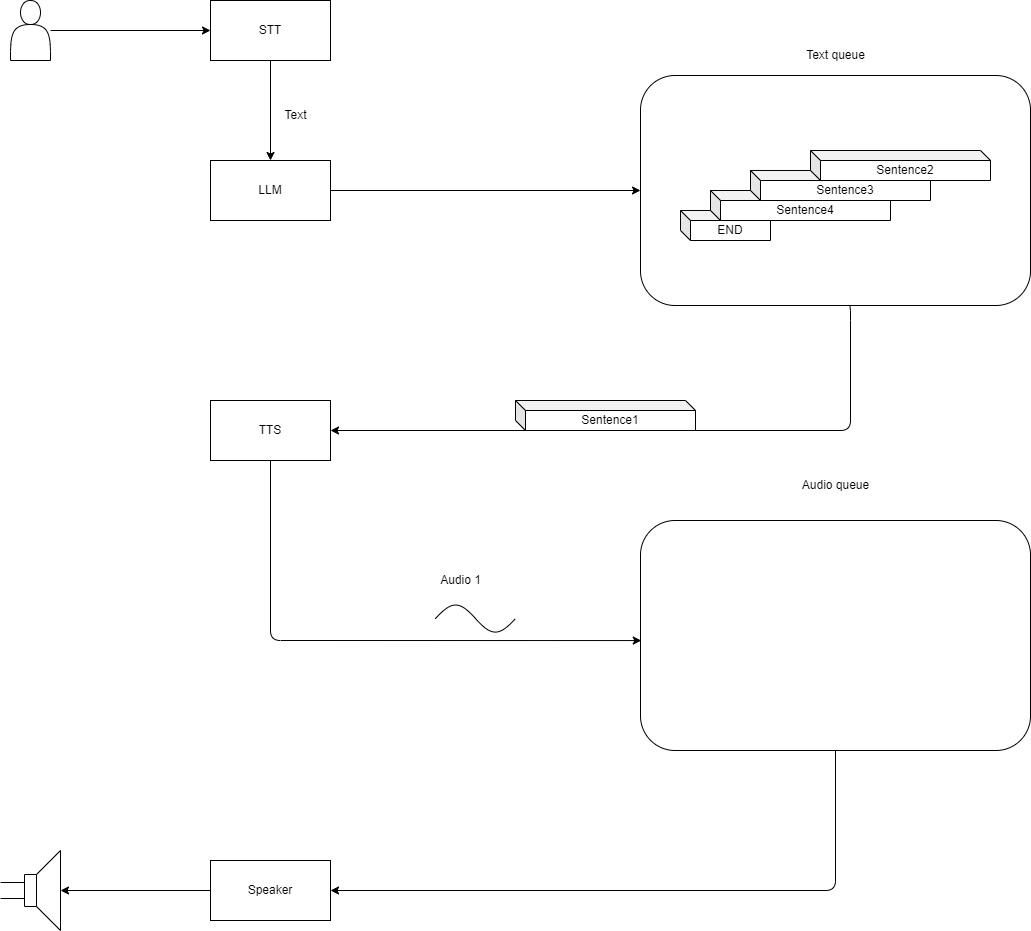 STT
Text queue
Text
Sentence2
LLM
Sentence3
Sentence4
END
Sentence1
TTS
Audio queue
Audio 1
Speaker